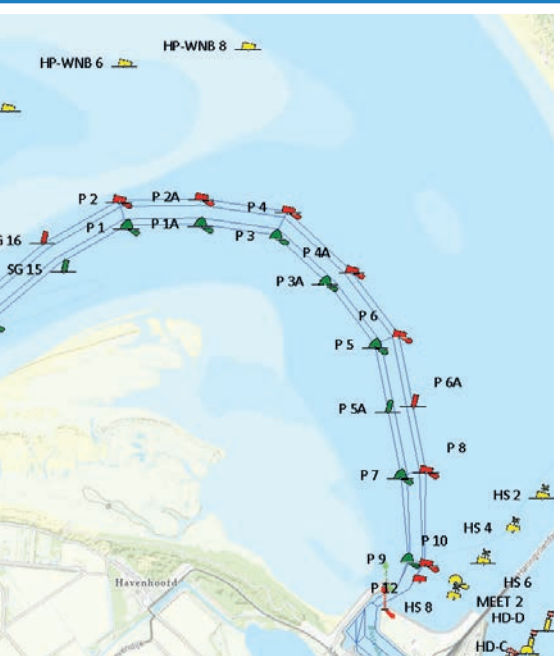 HP-WNB 8
HP-WNB 6
P 2
P 2A
P 4
P 1
P 1A
P 3
G 16
SG 15
P 4A
P 3A
P 6
P 5
P 6A
P 5A
P 8
P 7
HS 2
HS 4
P 10
P 9
Havenhoofd
P 12
HS 6
HS 8
MEET 2
HD-D
HD-C